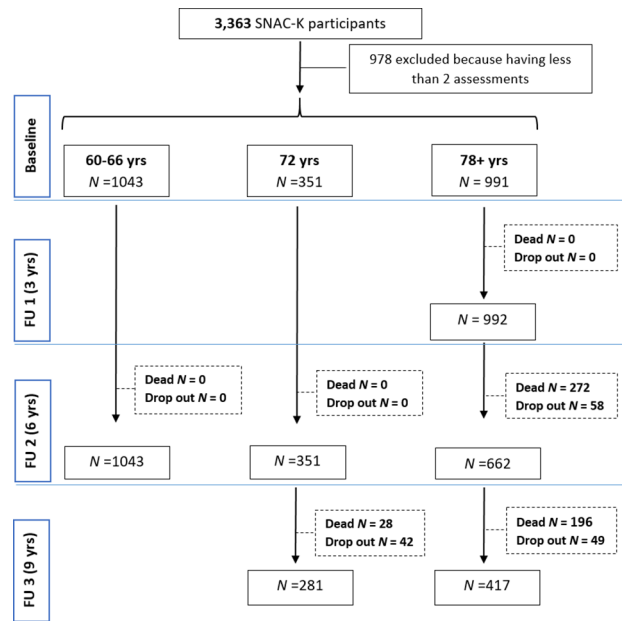 3,363 SNAC-K participants
978 excluded because having less
than 2 assessments
Baseline
60-66 yrs
N =1043
72 yrs
N =351
78+ yrs
N = 991
FU 1 (3 yrs)
Dead N = 0
Drop out N = 0
N = 992
FU 2 (6 yrs)
Dead N = 0
Drop out N = 0
Dead N = 0
Drop out N = 0
Dead N = 272
Drop out N = 58
N =1043
N =351
N =662
FU 3 (9 yrs)
Dead N = 28
Drop out N = 42
Dead N = 196
Drop out N = 49
N =281
N =417